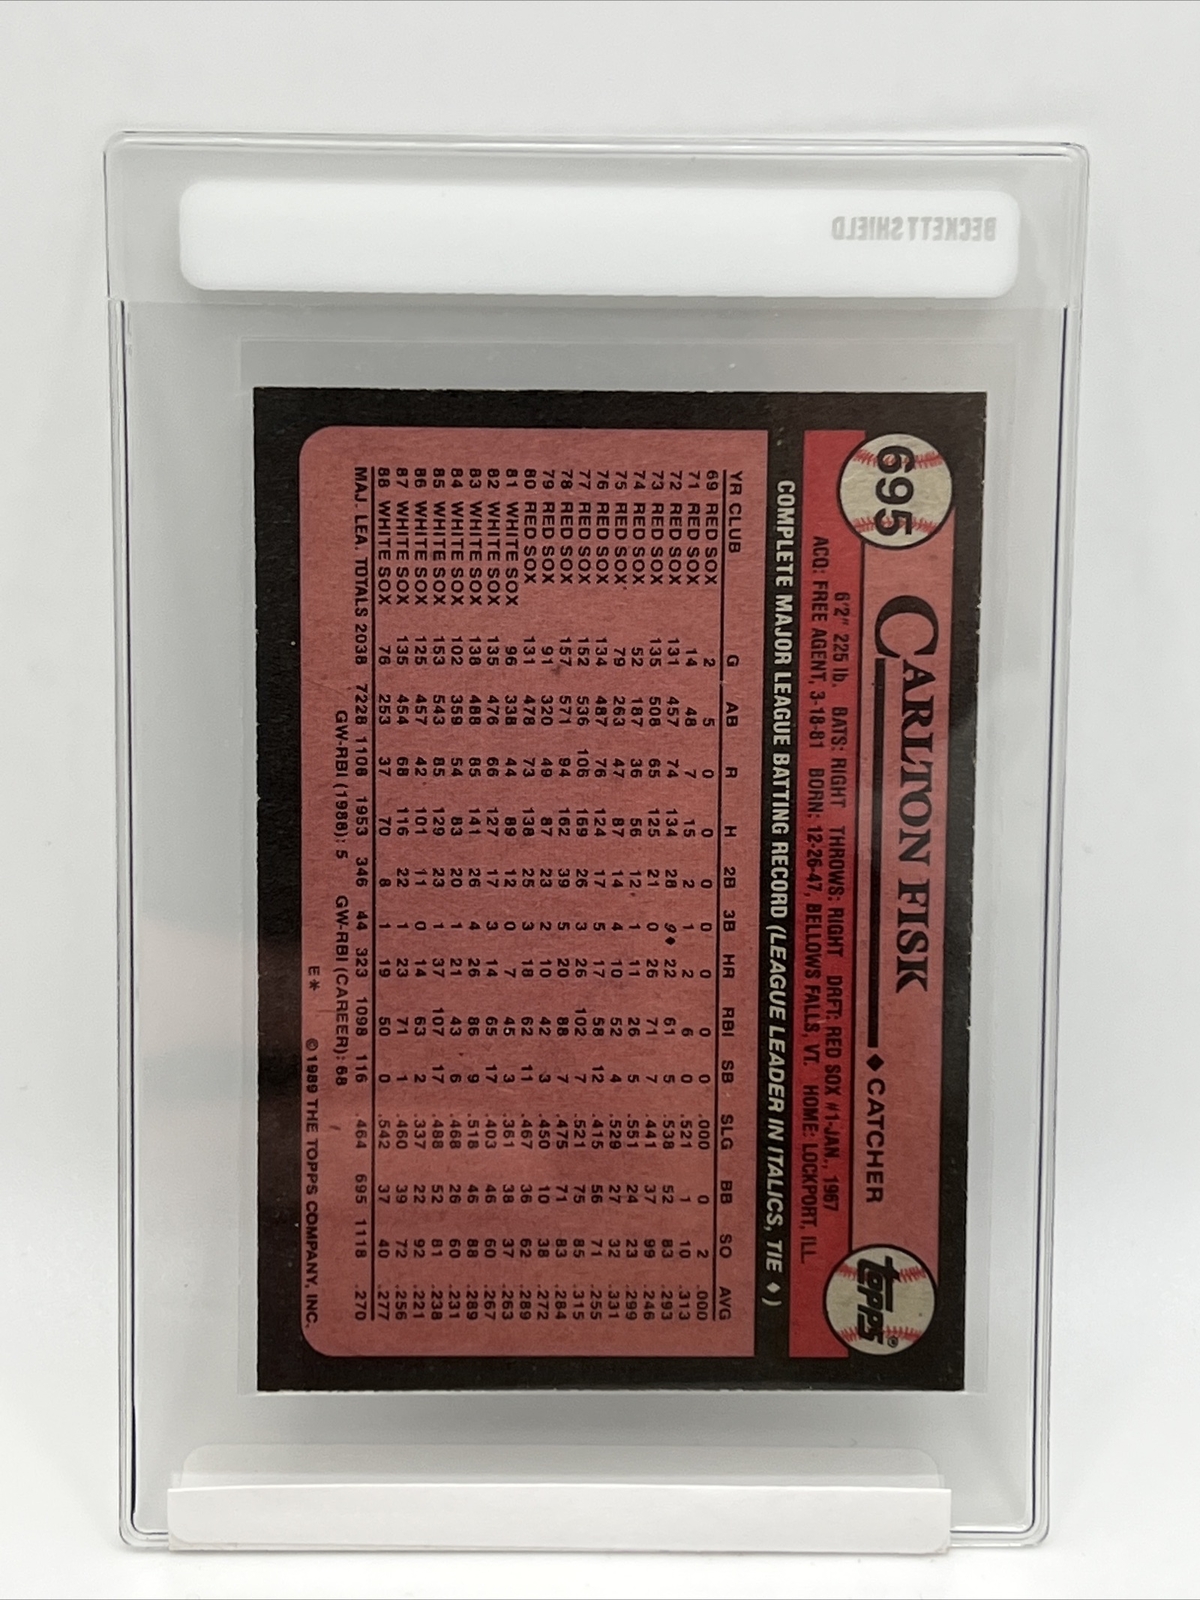 BECKETT SHIELD
695
CARLTON FISK ♦ CATCHER
topps®
6'2" 225 lb. BATS: RIGHT THROWS: RIGHT DRFT: RED SOX #1-JAN., 1967
ACQ: FREE AGENT, 3-18-81 BORN: 12-26-47, BELLOWS FALLS, VT. HOME: LOCKPORT, ILL.
COMPLETE MAJOR LEAGUE BATTING RECORD (LEAGUE LEADER IN ITALICS, TIE ♦)
YR CLUB G AB R H 2B 3B HR RBI SB SLG BB SO AVG
69 RED SOX 2 5 0 0 0 0 0 0 0 .000 0 2 .000
71 RED SOX 14 48 7 15 2 1 2 6 0 .521 1 10 .313
72 RED SOX 131 457 74 134 28 9♦ 22 61 5 .538 52 83 .293
73 RED SOX 135 508 65 125 21 0 26 71 7 .441 37 99 .246
74 RED SOX 52 187 36 56 12 1 11 26 5 .551 24 23 .299
75 RED SOX 79 263 47 87 14 4 10 52 4 .529 27 32 .331
76 RED SOX 134 487 76 124 17 5 17 58 12 .415 56 71 .255
77 RED SOX 152 536 106 169 26 3 26 102 7 .521 75 85 .315
78 RED SOX 157 571 94 162 39 5 20 88 7 .475 71 83 .284
79 RED SOX 91 320 49 87 23 2 10 42 3 .450 10 38 .272
80 RED SOX 131 478 73 138 25 3 18 62 11 .467 36 62 .289
81 WHITE SOX 96 338 44 89 12 0 7 45 3 .361 38 37 .263
82 WHITE SOX 135 476 66 127 17 3 14 65 17 .403 46 60 .267
83 WHITE SOX 138 488 85 141 26 4 26 86 9 .518 46 88 .289
84 WHITE SOX 102 359 54 83 20 1 21 43 6 .468 26 60 .231
85 WHITE SOX 153 543 85 129 23 1 37 107 17 .488 52 81 .238
86 WHITE SOX 125 457 42 101 11 0 14 63 2 .337 22 92 .221
87 WHITE SOX 135 454 68 116 22 1 23 71 1 .460 39 72 .256
88 WHITE SOX 76 253 37 70 8 1 19 50 0 .542 37 40 .277
MAJ. LEA. TOTALS 2038 7228 1108 1953 346 44 323 1098 116 .464 695 1118 .270
GW-RBI (1988): 5 GW-RBI (CAREER): 68
E* ©1989 THE TOPPS COMPANY, INC.